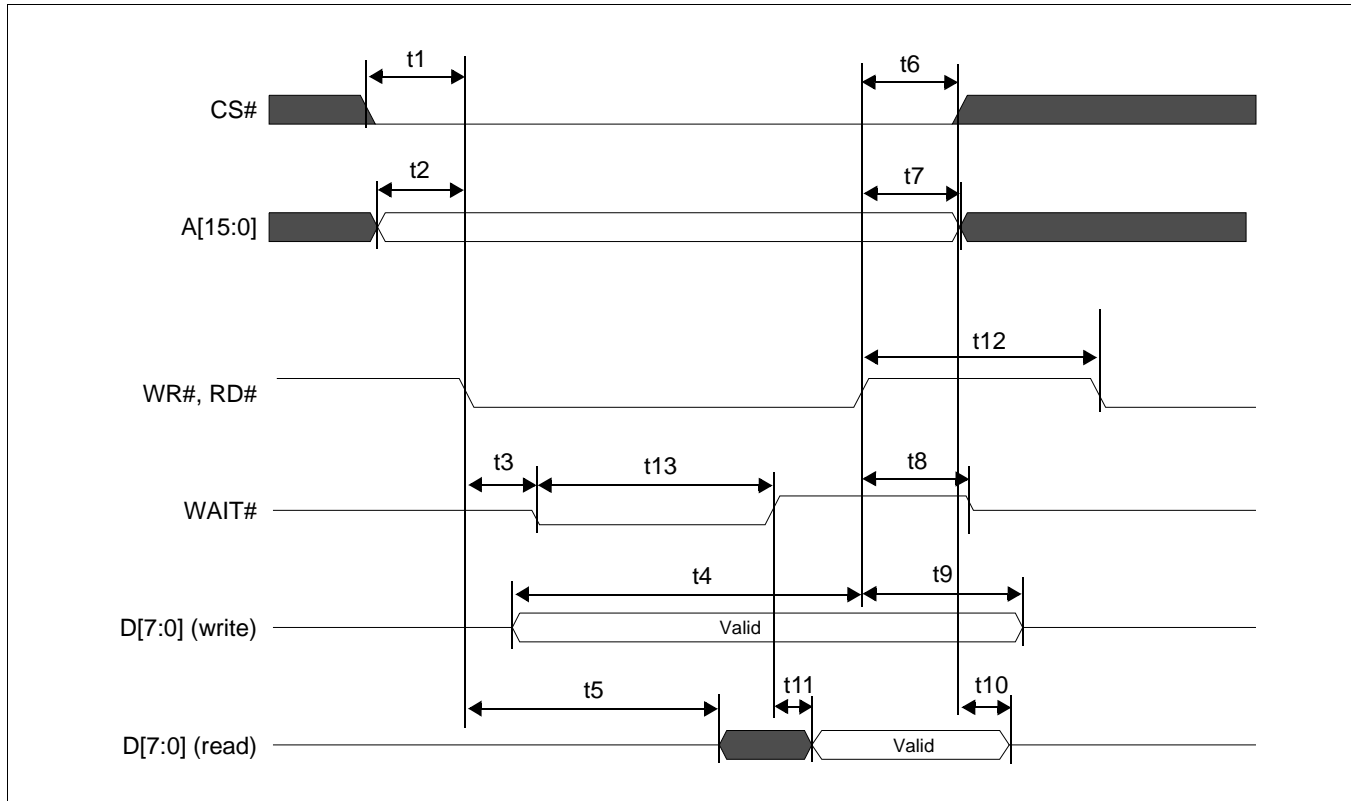 t1
t6
CS#
t2
t7
A[15:0]
t12
WR#, RD#
t3
t13
t8
WAIT#
t4
t9
D[7:0] (write)
Valid
t5
t11
t10
D[7:0] (read)
Valid